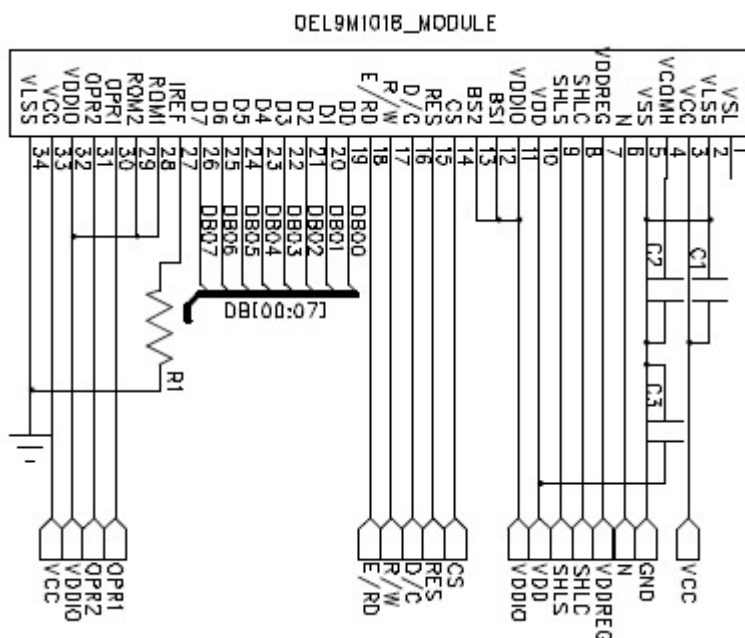 OEL9M1018_MODULE
VLSS
VCC
VDDIO
OPR2
OPR1
ROM2
ROM1
IREF
D7
D6
D5
D4
D3
D2
D1
D0
E/RD
R/W
D/C
RES
CS
BS2
BS1
VDDIO
VDD
SHLS
SHLC
VDDREG
N
VSS
VCOMH
VCC
VLSS
VSL
34
33
32
31
30
29
28
27
26
25
24
23
22
21
20
19
18
17
16
15
14
13
12
11
10
9
8
7
6
5
4
3
2
1
DB07
DB06
DB05
DB04
DB03
DB02
DB01
DB00
DB[00:07]
C2
C1
R1
C3
VCC
VDDIO
OPR2
OPR1
E/RD
R/W
D/C
RES
CS
VDDIO
VDD
SHLS
SHLC
VDDREG
N
GND
VCC